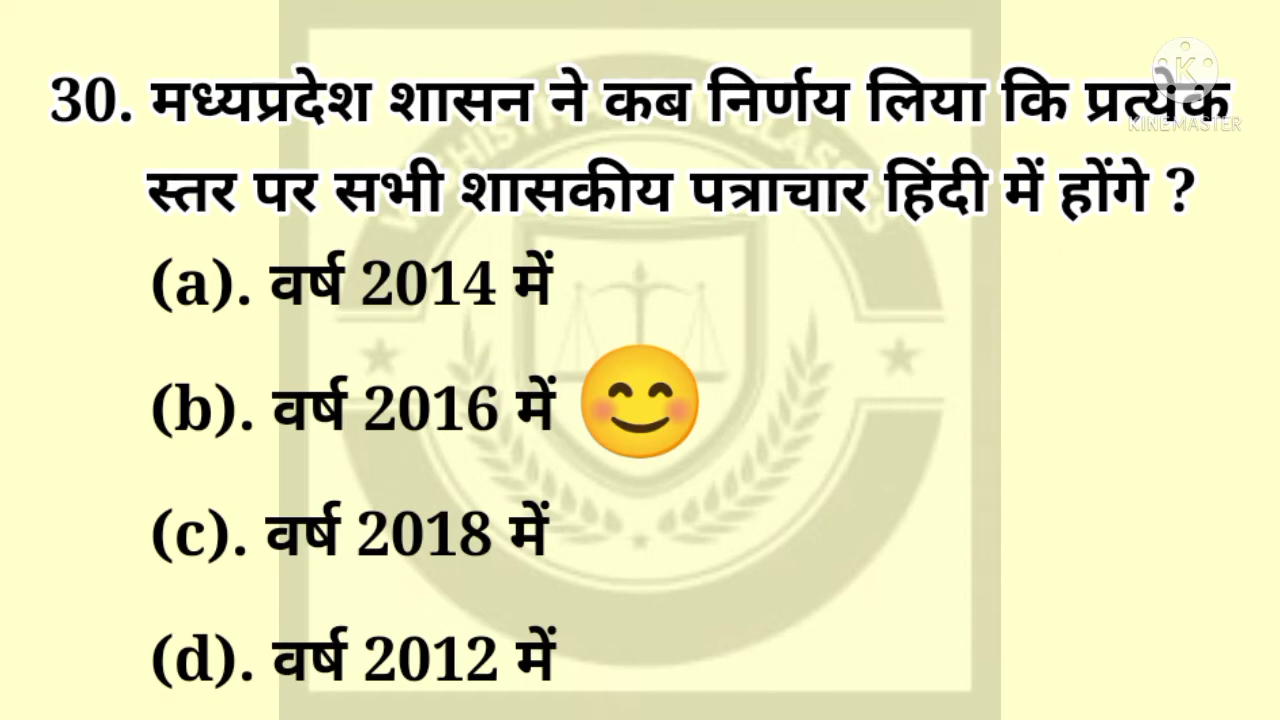 30. मध्यप्रदेश शासन ने कब निर्णय लिया कि प्रत्येक
KINEMASTER
स्तर पर सभी शासकीय पत्राचार हिंदी में होंगे ?
(a). वर्ष 2014 में
(b). वर्ष 2016 में
(c). वर्ष 2018 में
(d). वर्ष 2012 में